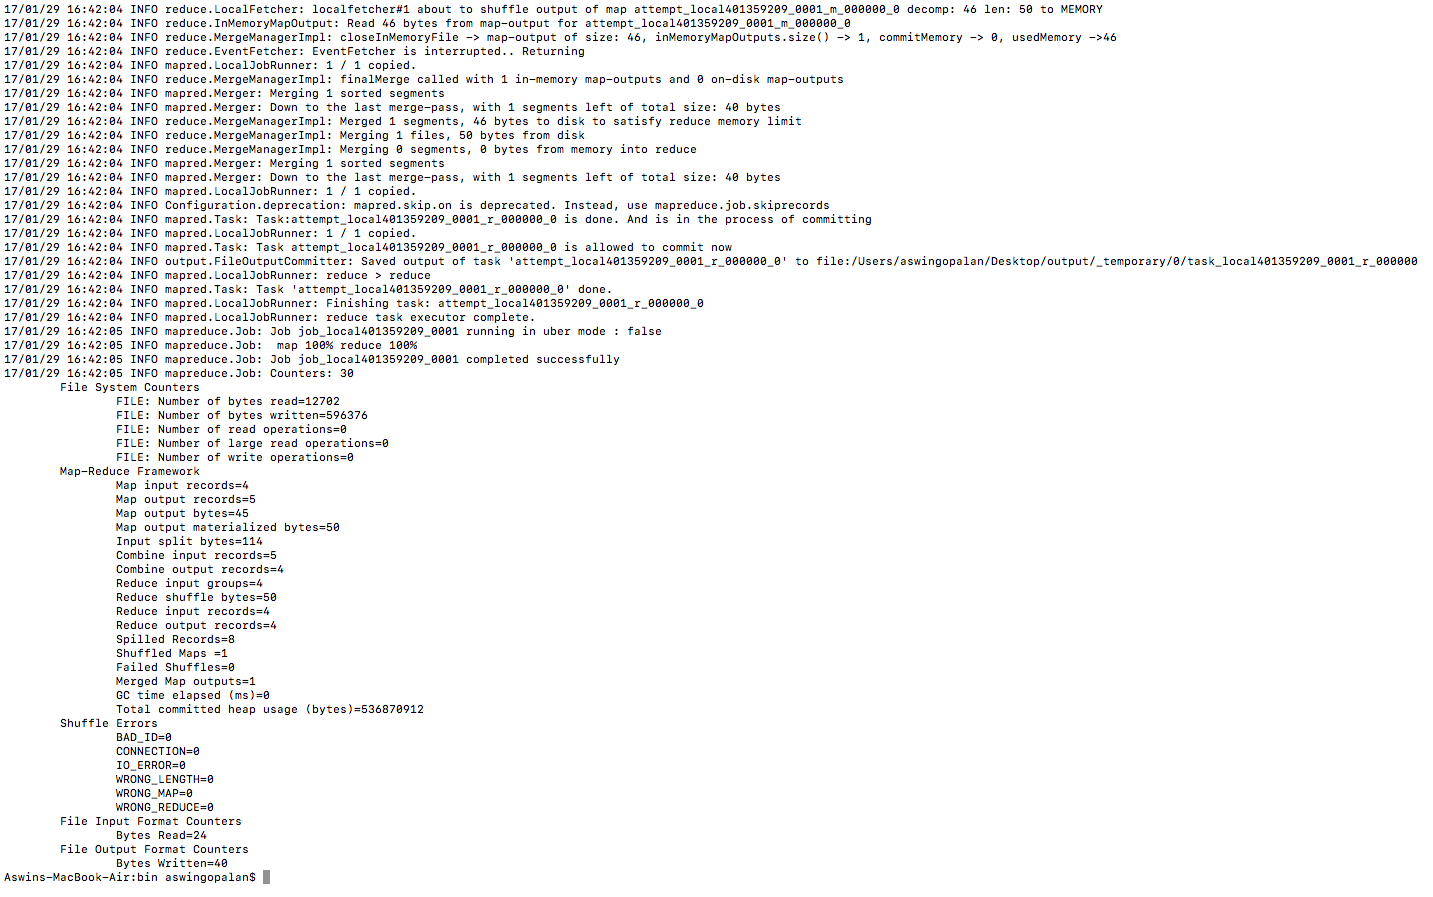 17/01/29 16:42:04 INFO reduce.LocalFetcher: localfetcher#1 about to shuffle output of map attempt_local401359209_0001_m_000000_0 decomp: 46 len: 50 to MEMORY
17/01/29 16:42:04 INFO reduce.InMemoryMapOutput: Read 46 bytes from map-output for attempt_local401359209_0001_m_000000_0
17/01/29 16:42:04 INFO reduce.MergeManagerImpl: closeInMemoryFile -> map-output of size: 46, inMemoryMapOutputs.size() -> 1, commitMemory -> 0, usedMemory ->46
17/01/29 16:42:04 INFO reduce.EventFetcher: EventFetcher is interrupted.. Returning
17/01/29 16:42:04 INFO mapred.LocalJobRunner: 1 / 1 copied.
17/01/29 16:42:04 INFO reduce.MergeManagerImpl: finalMerge called with 1 in-memory map-outputs and 0 on-disk map-outputs
17/01/29 16:42:04 INFO mapred.Merger: Merging 1 sorted segments
17/01/29 16:42:04 INFO mapred.Merger: Down to the last merge-pass, with 1 segments left of total size: 40 bytes
17/01/29 16:42:04 INFO reduce.MergeManagerImpl: Merged 1 segments, 46 bytes to disk to satisfy reduce memory limit
17/01/29 16:42:04 INFO reduce.MergeManagerImpl: Merging 1 files, 50 bytes from disk
17/01/29 16:42:04 INFO reduce.MergeManagerImpl: Merging 0 segments, 0 bytes from memory into reduce
17/01/29 16:42:04 INFO mapred.Merger: Merging 1 sorted segments
17/01/29 16:42:04 INFO mapred.Merger: Down to the last merge-pass, with 1 segments left of total size: 40 bytes
17/01/29 16:42:04 INFO mapred.LocalJobRunner: 1 / 1 copied.
17/01/29 16:42:04 INFO Configuration.deprecation: mapred.skip.on is deprecated. Instead, use mapreduce.job.skiprecords
17/01/29 16:42:04 INFO mapred.Task: Task:attempt_local401359209_0001_r_000000_0 is done. And is in the process of committing
17/01/29 16:42:04 INFO mapred.LocalJobRunner: 1 / 1 copied.
17/01/29 16:42:04 INFO mapred.Task: Task attempt_local401359209_0001_r_000000_0 is allowed to commit now
17/01/29 16:42:04 INFO output.FileOutputCommitter: Saved output of task 'attempt_local401359209_0001_r_000000_0' to file:/Users/aswingopalan/Desktop/output/_temporary/0/task_local401359209_0001_r_000000
17/01/29 16:42:04 INFO mapred.LocalJobRunner: reduce > reduce
17/01/29 16:42:04 INFO mapred.Task: Task 'attempt_local401359209_0001_r_000000_0' done.
17/01/29 16:42:04 INFO mapred.LocalJobRunner: Finishing task: attempt_local401359209_0001_r_000000_0
17/01/29 16:42:04 INFO mapred.LocalJobRunner: reduce task executor complete.
17/01/29 16:42:05 INFO mapreduce.Job: Job job_local401359209_0001 running in uber mode : false
17/01/29 16:42:05 INFO mapreduce.Job:  map 100% reduce 100%
17/01/29 16:42:05 INFO mapreduce.Job: Job job_local401359209_0001 completed successfully
17/01/29 16:42:05 INFO mapreduce.Job: Counters: 30
File System Counters
FILE: Number of bytes read=12702
FILE: Number of bytes written=596376
FILE: Number of read operations=0
FILE: Number of large read operations=0
FILE: Number of write operations=0
Map-Reduce Framework
Map input records=4
Map output records=5
Map output bytes=45
Map output materialized bytes=50
Input split bytes=114
Combine input records=5
Combine output records=4
Reduce input groups=4
Reduce shuffle bytes=50
Reduce input records=4
Reduce output records=4
Spilled Records=8
Shuffled Maps =1
Failed Shuffles=0
Merged Map outputs=1
GC time elapsed (ms)=0
Total committed heap usage (bytes)=536870912
Shuffle Errors
BAD_ID=0
CONNECTION=0
IO_ERROR=0
WRONG_LENGTH=0
WRONG_MAP=0
WRONG_REDUCE=0
File Input Format Counters
Bytes Read=24
File Output Format Counters
Bytes Written=40
Aswins-MacBook-Air:bin aswingopalan$